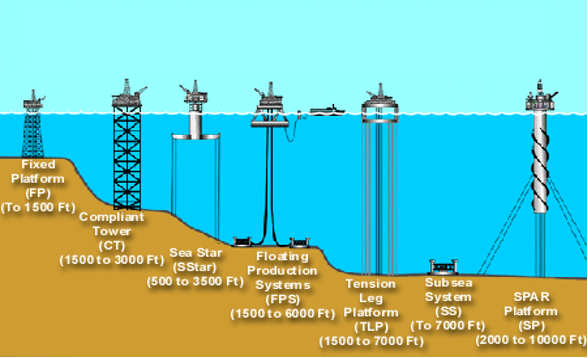 Fixed
Platform
(FP)
(To 1500 Ft)
Compliant
Tower
(CT)
(1500 to 3000 Ft)
Sea Star
(SStar)
(500 to 3500 Ft)
Floating
Production
Systems
(FPS)
(1500 to 6000 Ft)
Tension
Leg
Platform
(TLP)
(1500 to 7000 Ft)
Subsea
System
(SS)
(To 7000 Ft)
SPAR
Platform
(SP)
(2000 to 10000 Ft)